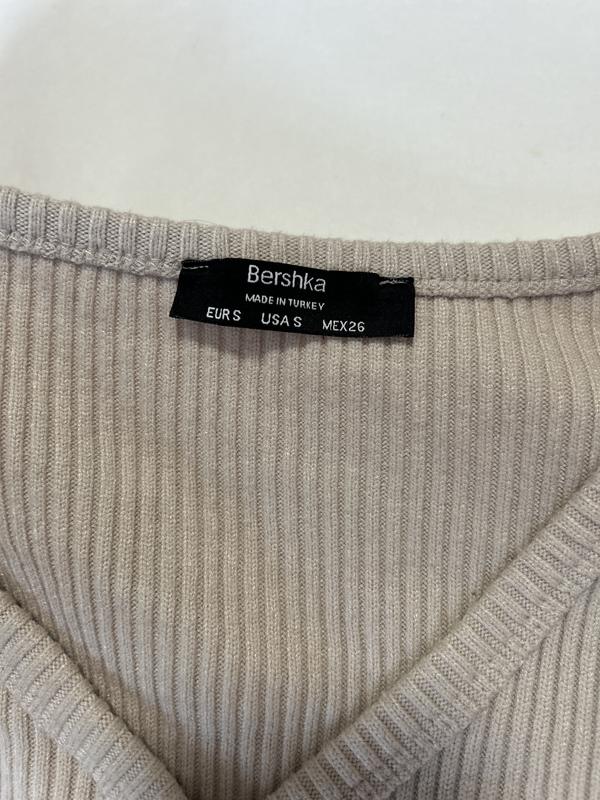 Bershka
MADE IN TURKEY
EUR S USA S MEX 26